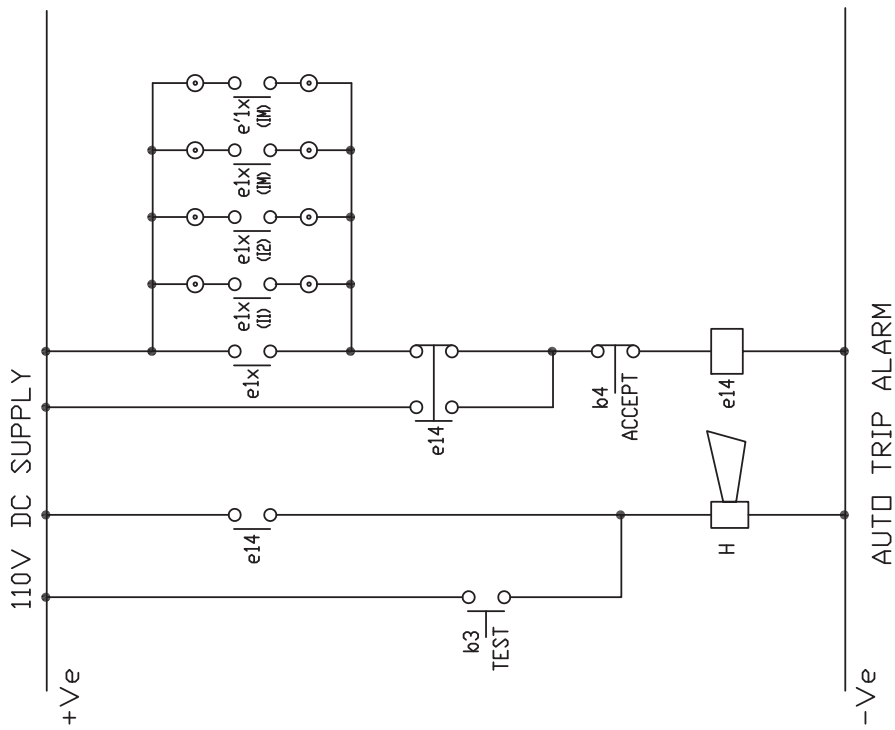 110V DC SUPPLY
+Ve
e14
e1x
e1x
(I1)
e1x
(I2)
e1x
(IM)
e'1x
(IM)
e14
b3
TEST
b4
ACCEPT
H
e14
-Ve
AUTO TRIP ALARM